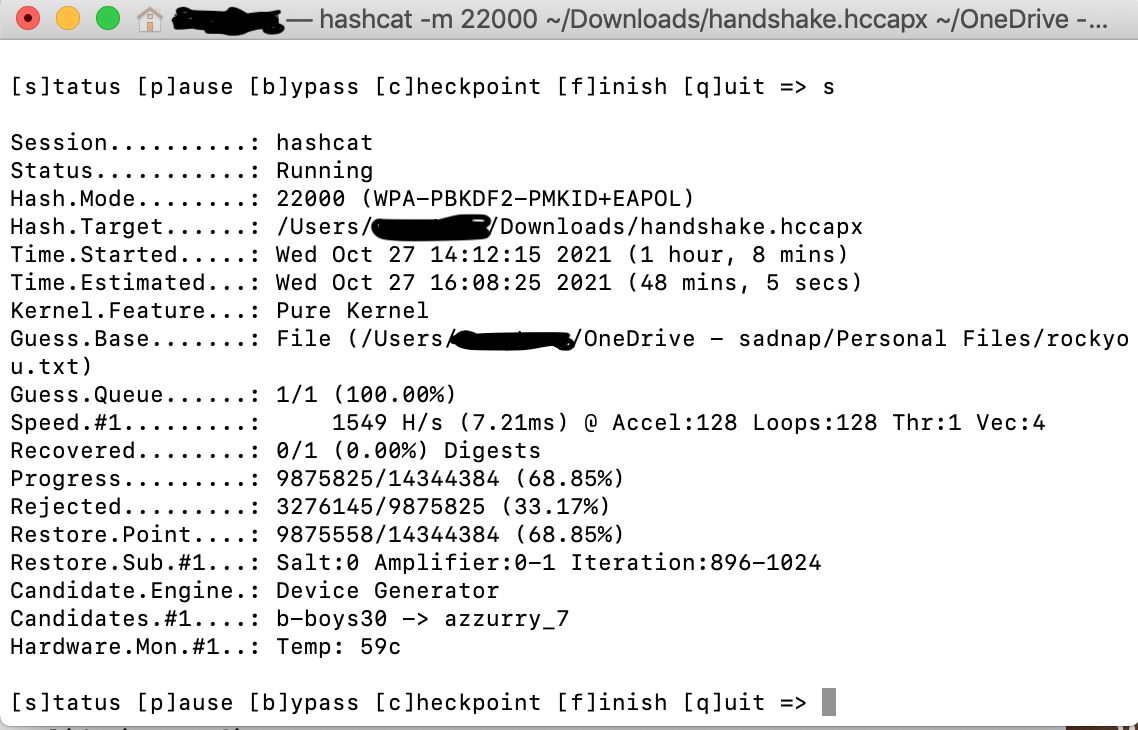 — hashcat -m 22000 ~/Downloads/handshake.hccapx ~/OneDrive -...
[s]tatus [p]ause [b]ypass [c]heckpoint [f]inish [q]uit => s
Session..........: hashcat
Status...........: Running
Hash.Mode........: 22000 (WPA-PBKDF2-PMKID+EAPOL)
Hash.Target......: /Users/ /Downloads/handshake.hccapx
Time.Started.....: Wed Oct 27 14:12:15 2021 (1 hour, 8 mins)
Time.Estimated...: Wed Oct 27 16:08:25 2021 (48 mins, 5 secs)
Kernel.Feature...: Pure Kernel
Guess.Base.......: File (/Users/ /OneDrive - sadnap/Personal Files/rockyo
u.txt)
Guess.Queue......: 1/1 (100.00%)
Speed.#1.........:     1549 H/s (7.21ms) @ Accel:128 Loops:128 Thr:1 Vec:4
Recovered........: 0/1 (0.00%) Digests
Progress.........: 9875825/14344384 (68.85%)
Rejected.........: 3276145/9875825 (33.17%)
Restore.Point....: 9875558/14344384 (68.85%)
Restore.Sub.#1...: Salt:0 Amplifier:0-1 Iteration:896-1024
Candidate.Engine.: Device Generator
Candidates.#1....: b-boys30 -> azzurry_7
Hardware.Mon.#1..: Temp: 59c
[s]tatus [p]ause [b]ypass [c]heckpoint [f]inish [q]uit =>